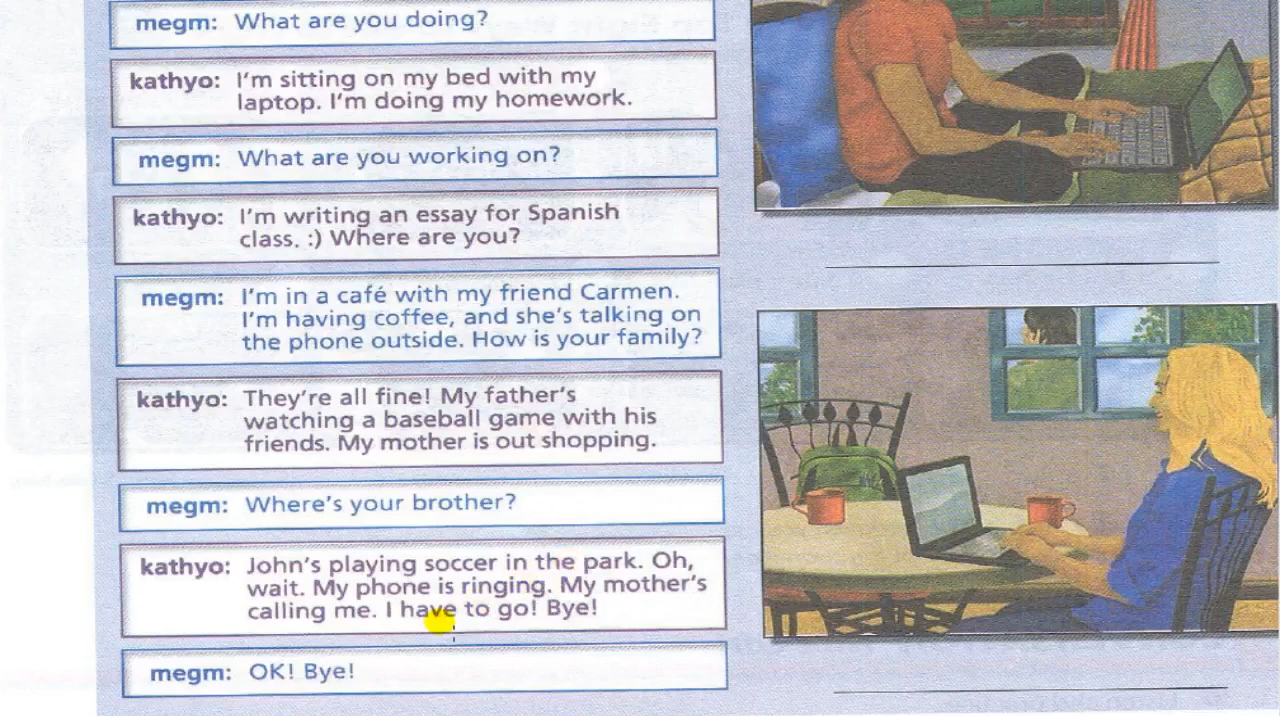 megm: What are you doing?
kathyo: I'm sitting on my bed with my
laptop. I'm doing my homework.
megm: What are you working on?
kathyo: I'm writing an essay for Spanish
class. :) Where are you?
megm: I'm in a café with my friend Carmen.
I'm having coffee, and she's talking on
the phone outside. How is your family?
kathyo: They're all fine! My father's
watching a baseball game with his
friends. My mother is out shopping.
megm: Where's your brother?
kathyo: John's playing soccer in the park. Oh,
wait. My phone is ringing. My mother's
calling me. I have to go! Bye!
megm: OK! Bye!